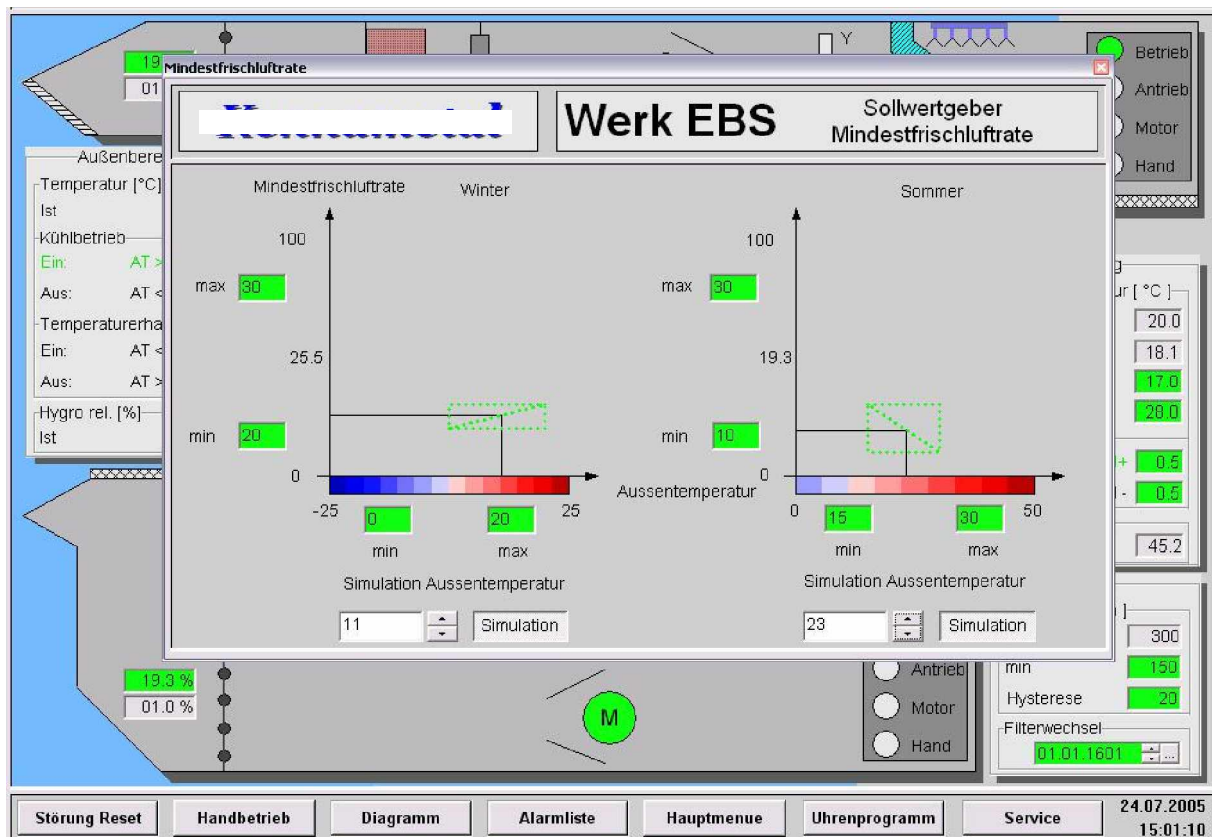 19
01
Y
Betrieb
Antrieb
Motor
Hand
Mindestfrischluftrate
Werk EBS
Sollwertgeber
Mindestfrischluftrate
Außenbere
Temperatur [°C]
Ist
Kühlbetrieb
Ein: AT >
Aus: AT <
Temperaturerha
Ein: AT <
Aus: AT >
Hygro rel. [%]
Ist
Mindestfrischluftrate
Winter
100
max 30
25.5
min 20
0
-25
25
0
20
min
max
Simulation Aussentemperatur
11
Simulation
Aussentemperatur
Sommer
100
max 30
19.3
min 10
0
0
50
15
30
min
max
Simulation Aussentemperatur
23
Simulation
ur [ °C ]
20.0
18.1
17.0
28.0
+ 0.5
- 0.5
45.2
]
300
min 150
Hysterese 20
Filterwechsel
01.01.1601
...
19.3 %
01.0 %
M
Antrieb
Motor
Hand
Störung Reset
Handbetrieb
Diagramm
Alarmliste
Hauptmenue
Uhrenprogramm
Service
24.07.2005
15:01:10